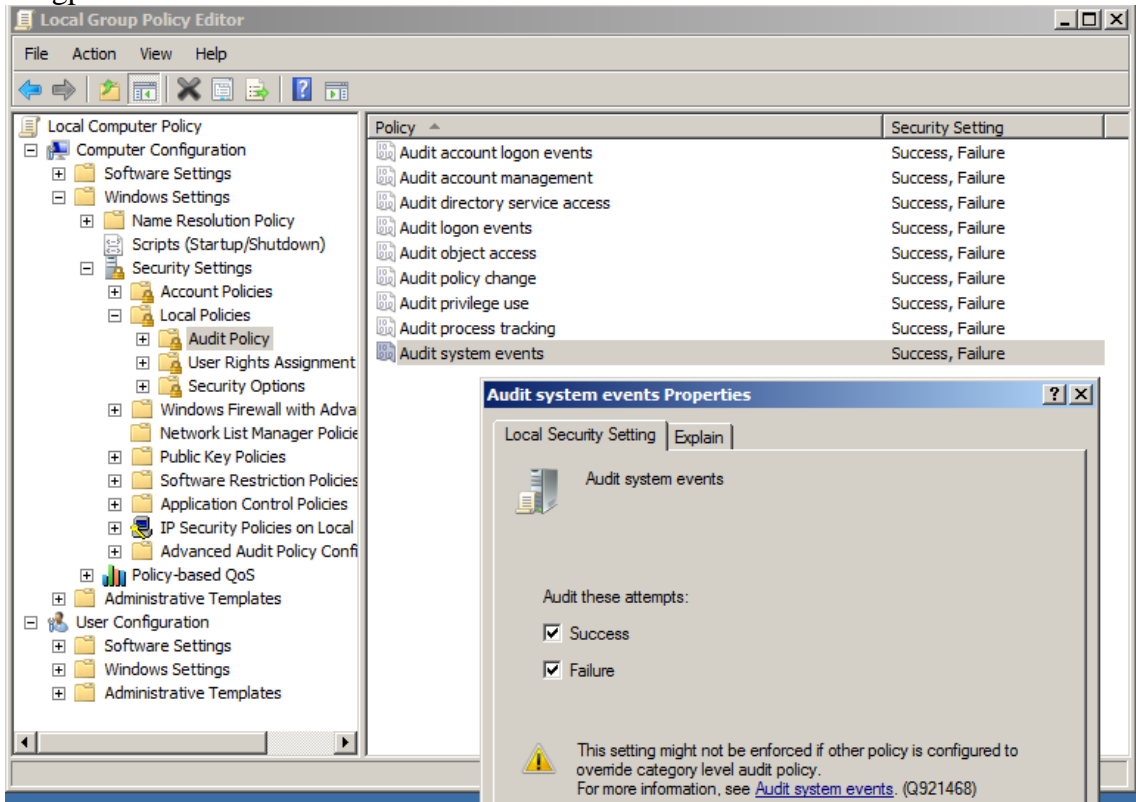 Local Group Policy Editor
File Action View Help
Local Computer Policy
Computer Configuration
Software Settings
Windows Settings
Name Resolution Policy
Scripts (Startup/Shutdown)
Security Settings
Account Policies
Local Policies
Audit Policy
User Rights Assignment
Security Options
Windows Firewall with Adva
Network List Manager Policie
Public Key Policies
Software Restriction Policies
Application Control Policies
IP Security Policies on Local
Advanced Audit Policy Confi
Policy-based QoS
Administrative Templates
User Configuration
Software Settings
Windows Settings
Administrative Templates
Policy Security Setting
Audit account logon events Success, Failure
Audit account management Success, Failure
Audit directory service access Success, Failure
Audit logon events Success, Failure
Audit object access Success, Failure
Audit policy change Success, Failure
Audit privilege use Success, Failure
Audit process tracking Success, Failure
Audit system events Success, Failure
Audit system events Properties
Local Security Setting Explain
Audit system events
Audit these attempts:
Success
Failure
This setting might not be enforced if other policy is configured to
override category level audit policy.
For more information, see Audit system events. (Q921468)